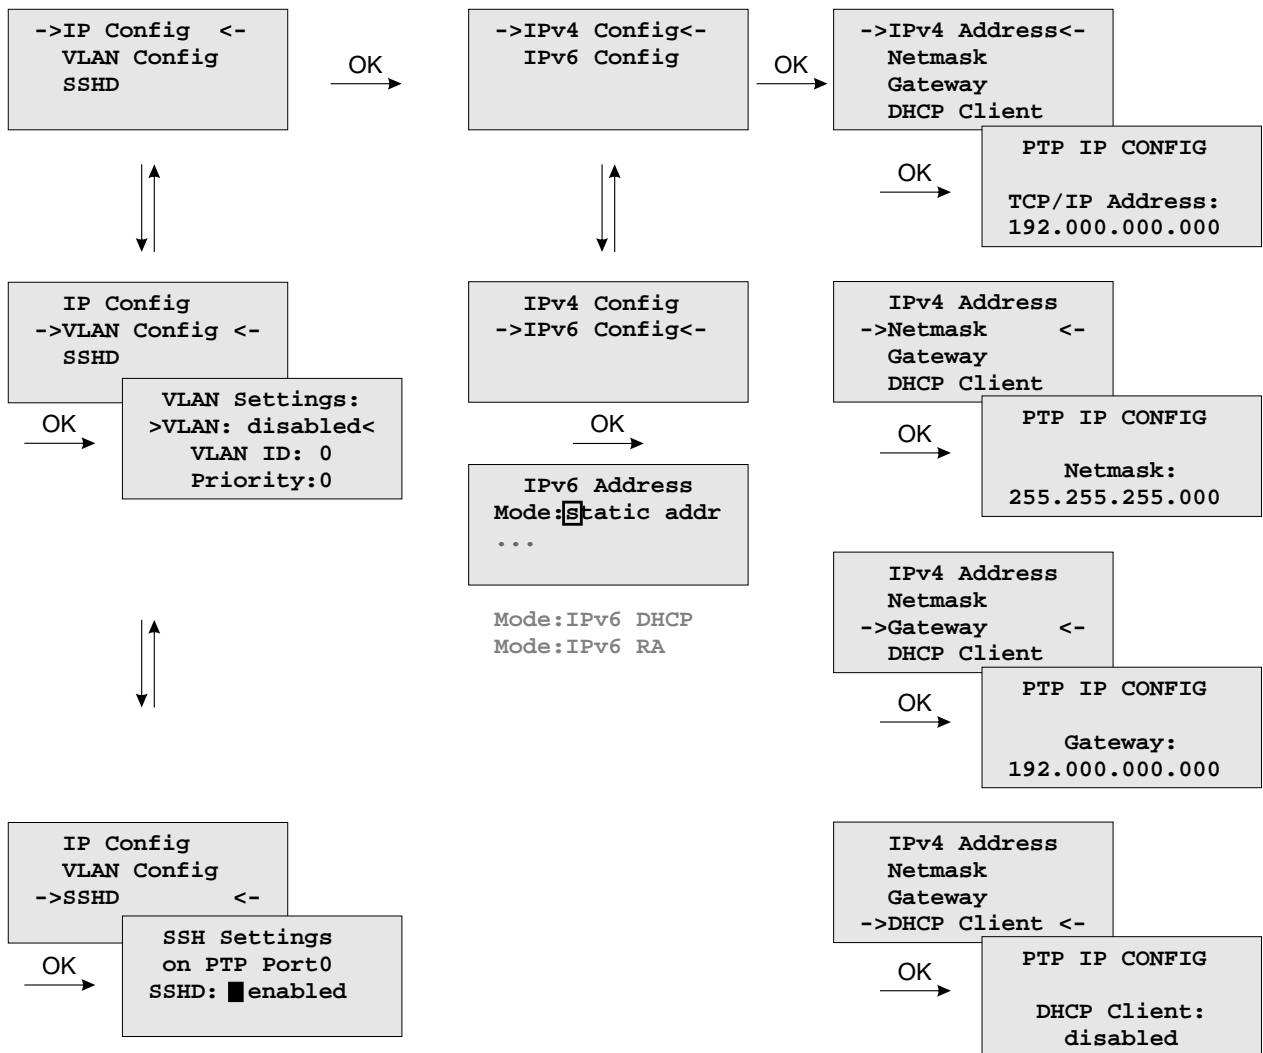 ->IP Config <-
VLAN Config
SSHD
OK
->IPv4 Config<-
IPv6 Config
OK
->IPv4 Address<-
Netmask
Gateway
DHCP Client
OK
PTP IP CONFIG
TCP/IP Address:
192.000.000.000
IP Config
->VLAN Config <-
SSHD
OK
VLAN Settings:
>VLAN: disabled<
VLAN ID: 0
Priority:0
IPv4 Config
->IPv6 Config<-
OK
IPv6 Address
Mode:static addr
...
Mode:IPv6 DHCP
Mode:IPv6 RA
IPv4 Address
->Netmask <-
Gateway
DHCP Client
OK
PTP IP CONFIG
Netmask:
255.255.255.000
IPv4 Address
Netmask
->Gateway <-
DHCP Client
OK
PTP IP CONFIG
Gateway:
192.000.000.000
IP Config
VLAN Config
->SSHD <-
OK
SSH Settings
on PTP Port0
SSHD: enabled
IPv4 Address
Netmask
Gateway
->DHCP Client <-
OK
PTP IP CONFIG
DHCP Client:
disabled